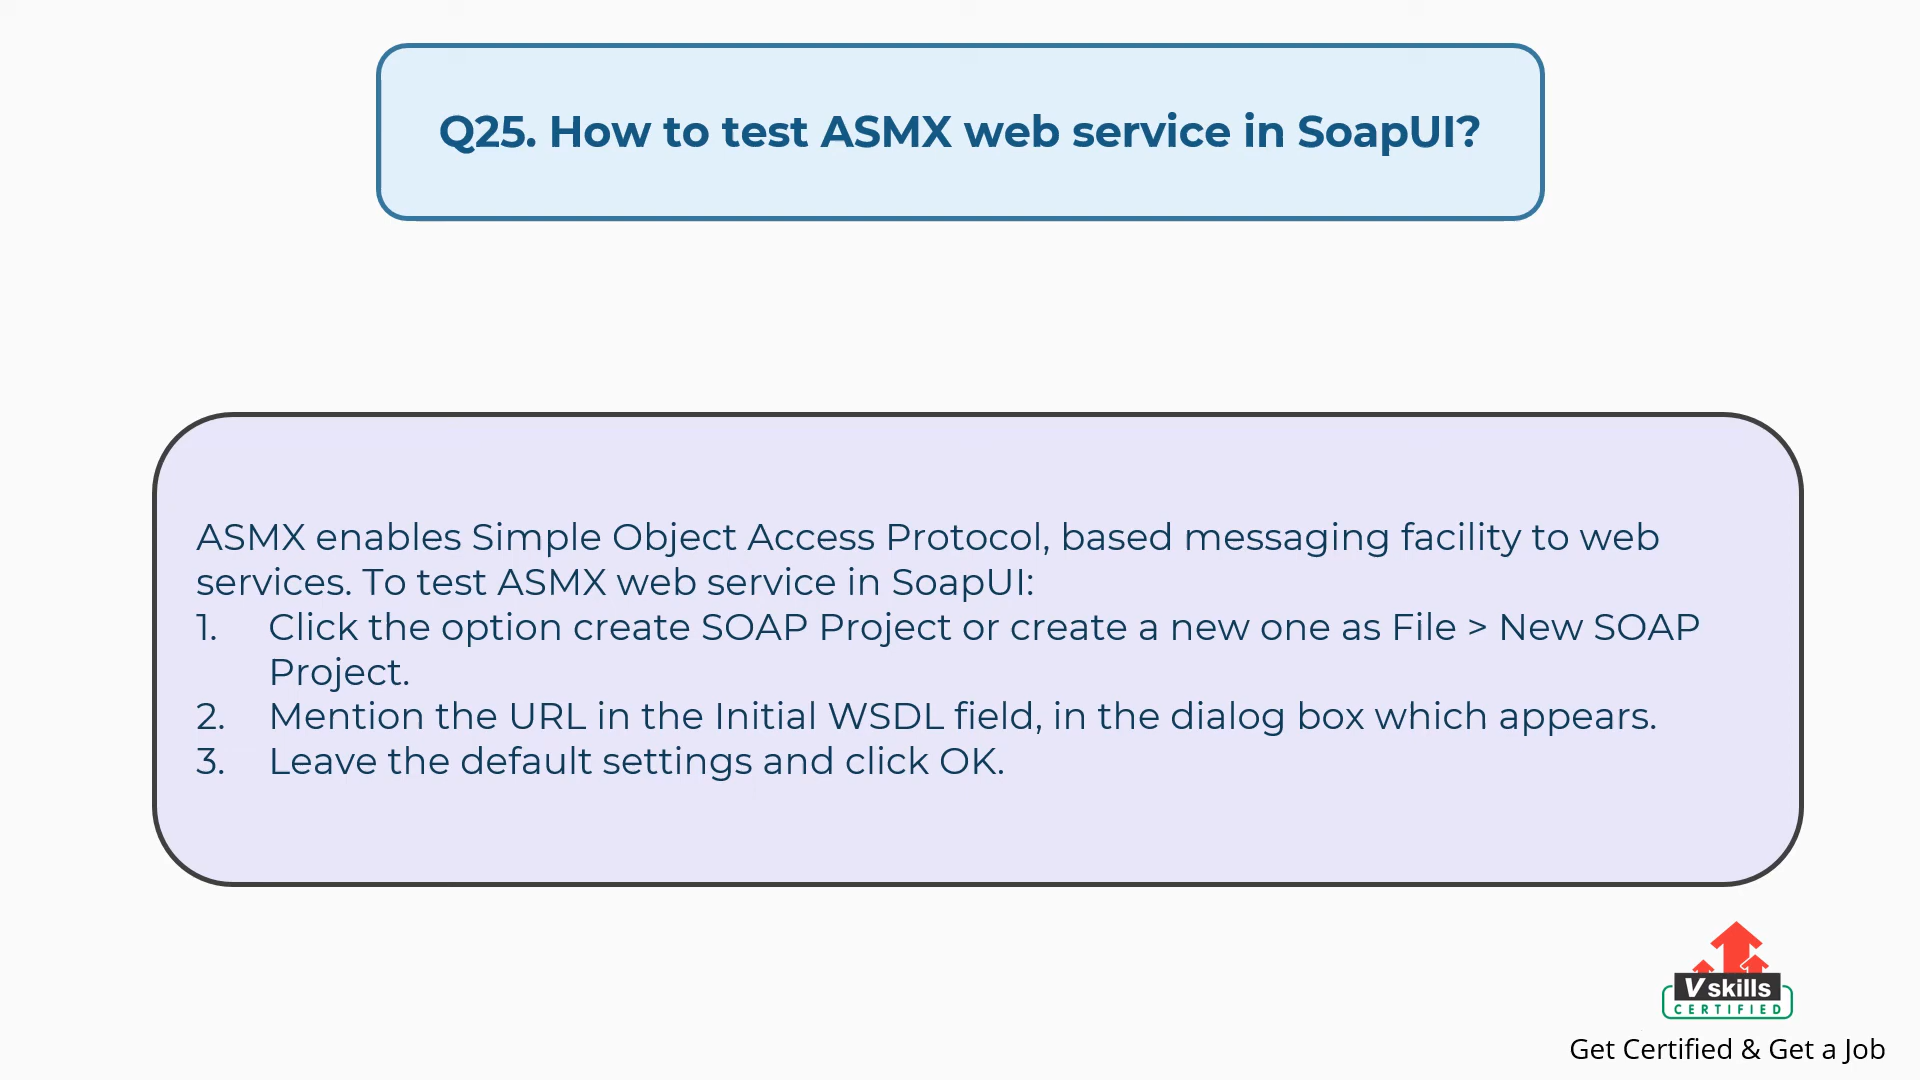 Q25. How to test ASMX web service in SoapUI?
ASMX enables Simple Object Access Protocol, based messaging facility to web
services. To test ASMX web service in SoapUI:
1. Click the option create SOAP Project or create a new one as File > New SOAP
Project.
2. Mention the URL in the Initial WSDL field, in the dialog box which appears.
3. Leave the default settings and click OK.
Vskills
CERTIFIED
Get Certified & Get a Job